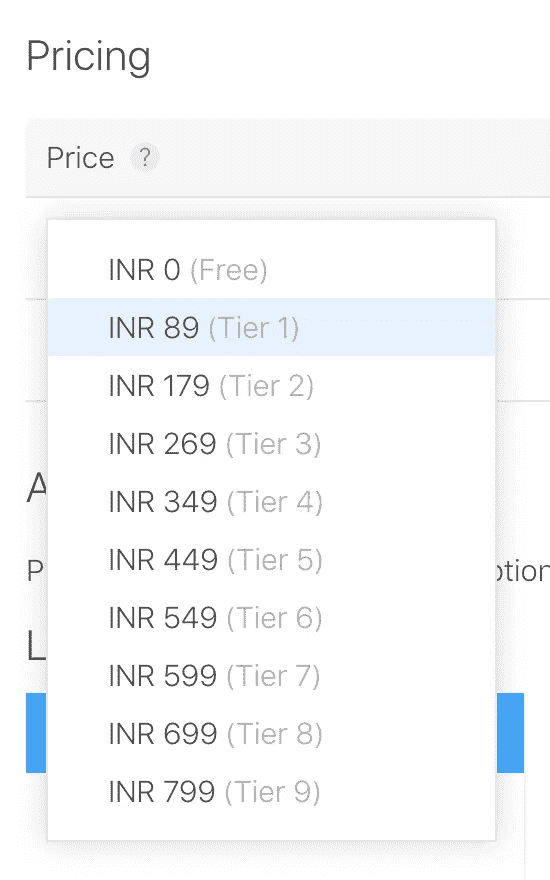 Pricing
Price ?
INR 0 (Free)
INR 89 (Tier 1)
INR 179 (Tier 2)
INR 269 (Tier 3)
INR 349 (Tier 4)
INR 449 (Tier 5)
INR 549 (Tier 6)
INR 599 (Tier 7)
INR 699 (Tier 8)
INR 799 (Tier 9)